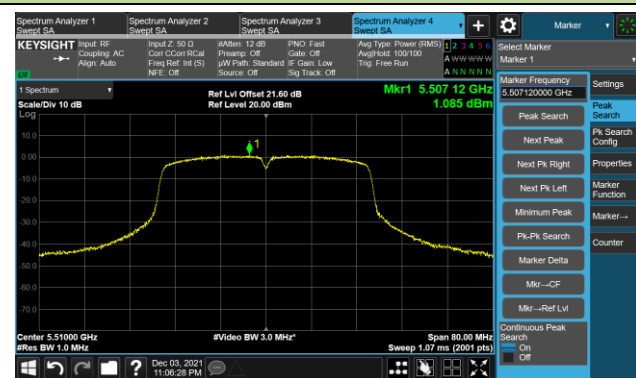 Spectrum Analyzer 1
Swept SA
Spectrum Analyzer 2
Swept SA
Spectrum Analyzer 3
Swept SA
Spectrum Analyzer 4
Swept SA
Marker
KEYSIGHT
Input: RF
Coupling: AC
Align: Auto
Input Z: 50 Ω
Corr CCorr RCal
Freq Ref: Int (S)
NFE: Off
#Atten: 12 dB
Preamp: Off
µW Path: Standard
Source: Off
PNO: Fast
Gate: Off
IF Gain: Low
Sig Track: Off
Avg Type: Power (RMS)
Avg|Hold: 100/100
Trig: Free Run
1 2 3 4 5 6
A W W W W W
A N N N N N
LXI
Select Marker
Marker 1
1 Spectrum
Scale/Div 10 dB
Log
Ref Lvl Offset 21.60 dB
Ref Level 20.00 dBm
Mkr1 5.507 12 GHz
1.085 dBm
1
10.0
0.00
-10.0
-20.0
-30.0
-40.0
-50.0
-60.0
-70.0
Center 5.51000 GHz
#Res BW 1.0 MHz
#Video BW 3.0 MHz*
Span 80.00 MHz
Sweep 1.07 ms (2001 pts)
Marker Frequency
5.507120000 GHz
Peak Search
Next Peak
Next Pk Right
Next Pk Left
Minimum Peak
Pk-Pk Search
Marker Delta
Mkr→CF
Mkr→Ref Lvl
Continuous Peak
Search
On
Off
Settings
Peak
Search
Pk Search
Config
Properties
Marker
Function
Marker→
Counter
Dec 03, 2021
11:06:28 PM